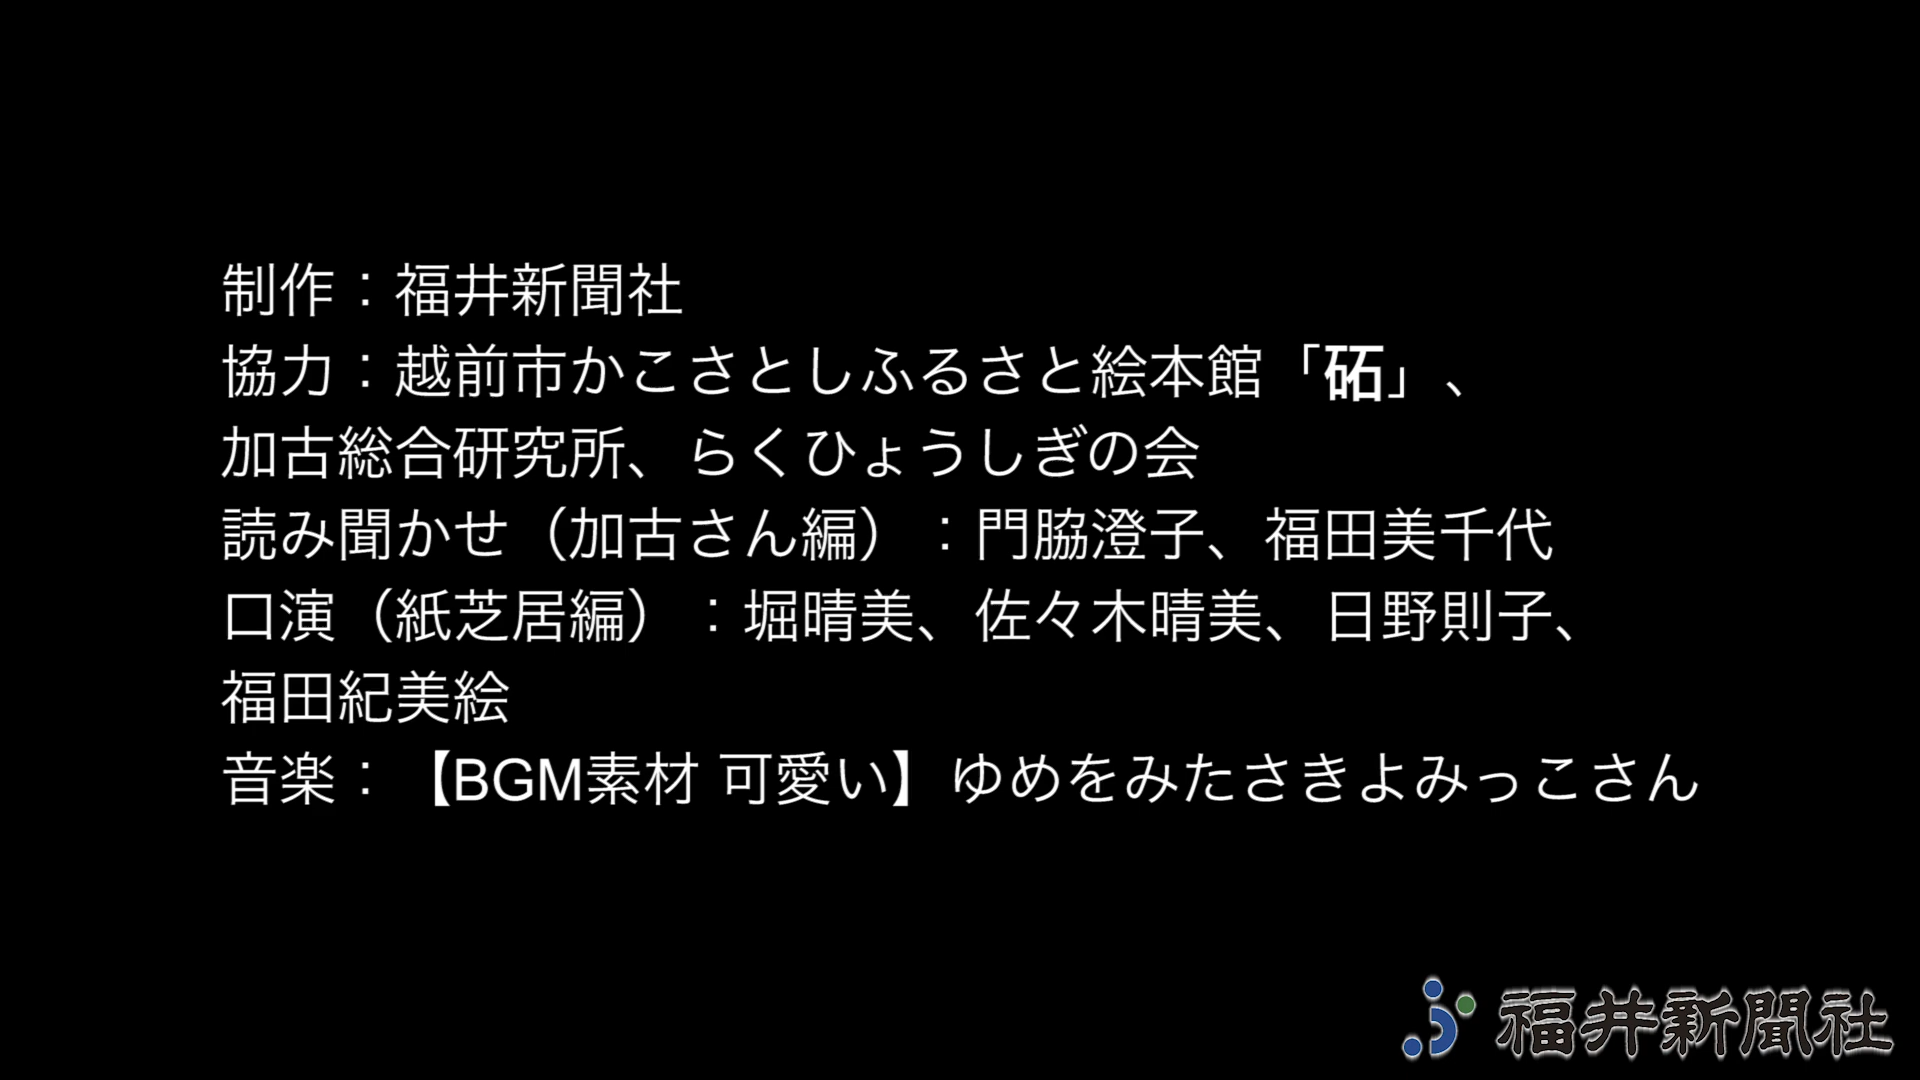 制作：福井新聞社
協力：越前市かこさとしふるさと絵本館「砳」、
加古総合研究所、らくひょうしぎの会
読み聞かせ（加古さん編）：門脇澄子、福田美千代
口演（紙芝居編）：堀晴美、佐々木晴美、日野則子、
福田紀美絵
音楽：【BGM素材 可愛い】ゆめをみたさきよみっこさん
福井新聞社